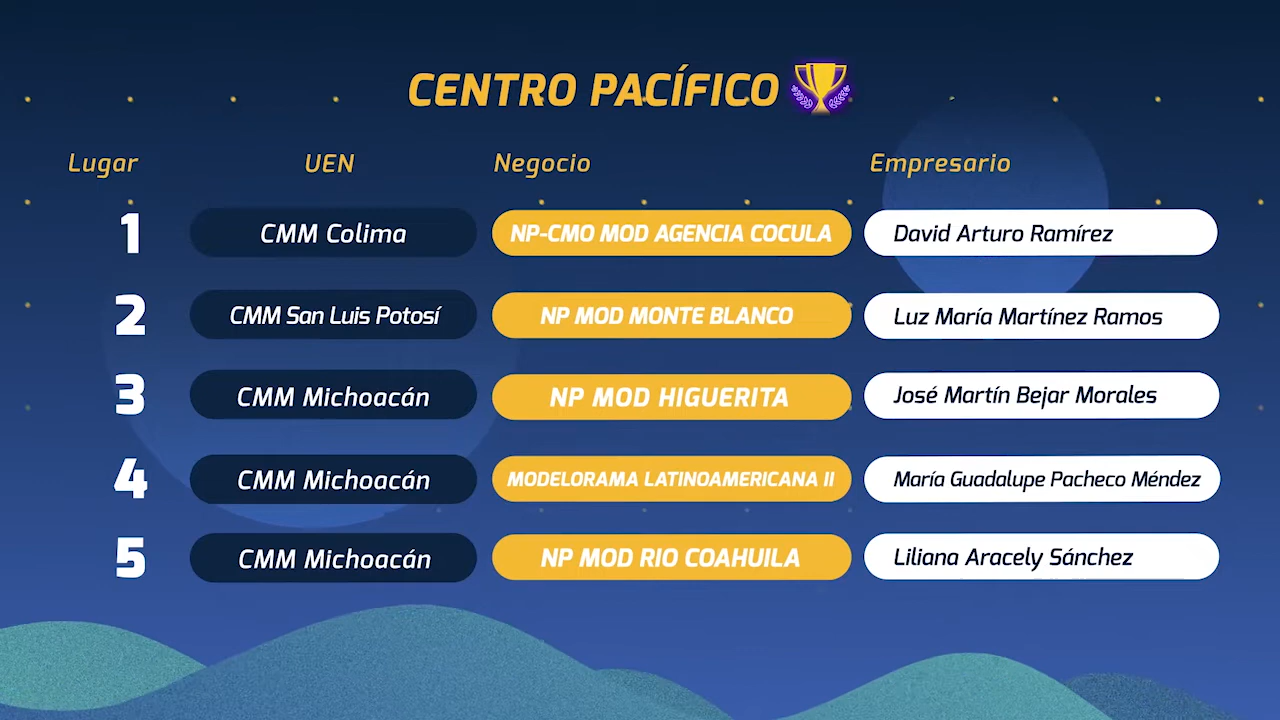 CENTRO PACÍFICO
Lugar UEN Negocio Empresario
1 CMM Colima NP-CMO MOD AGENCIA COCULA David Arturo Ramírez
2 CMM San Luis Potosí NP MOD MONTE BLANCO Luz María Martínez Ramos
3 CMM Michoacán NP MOD HIGUERITA José Martín Bejar Morales
4 CMM Michoacán MODELORAMA LATINOAMERICANA II María Guadalupe Pacheco Méndez
5 CMM Michoacán NP MOD RIO COAHUILA Liliana Aracely Sánchez